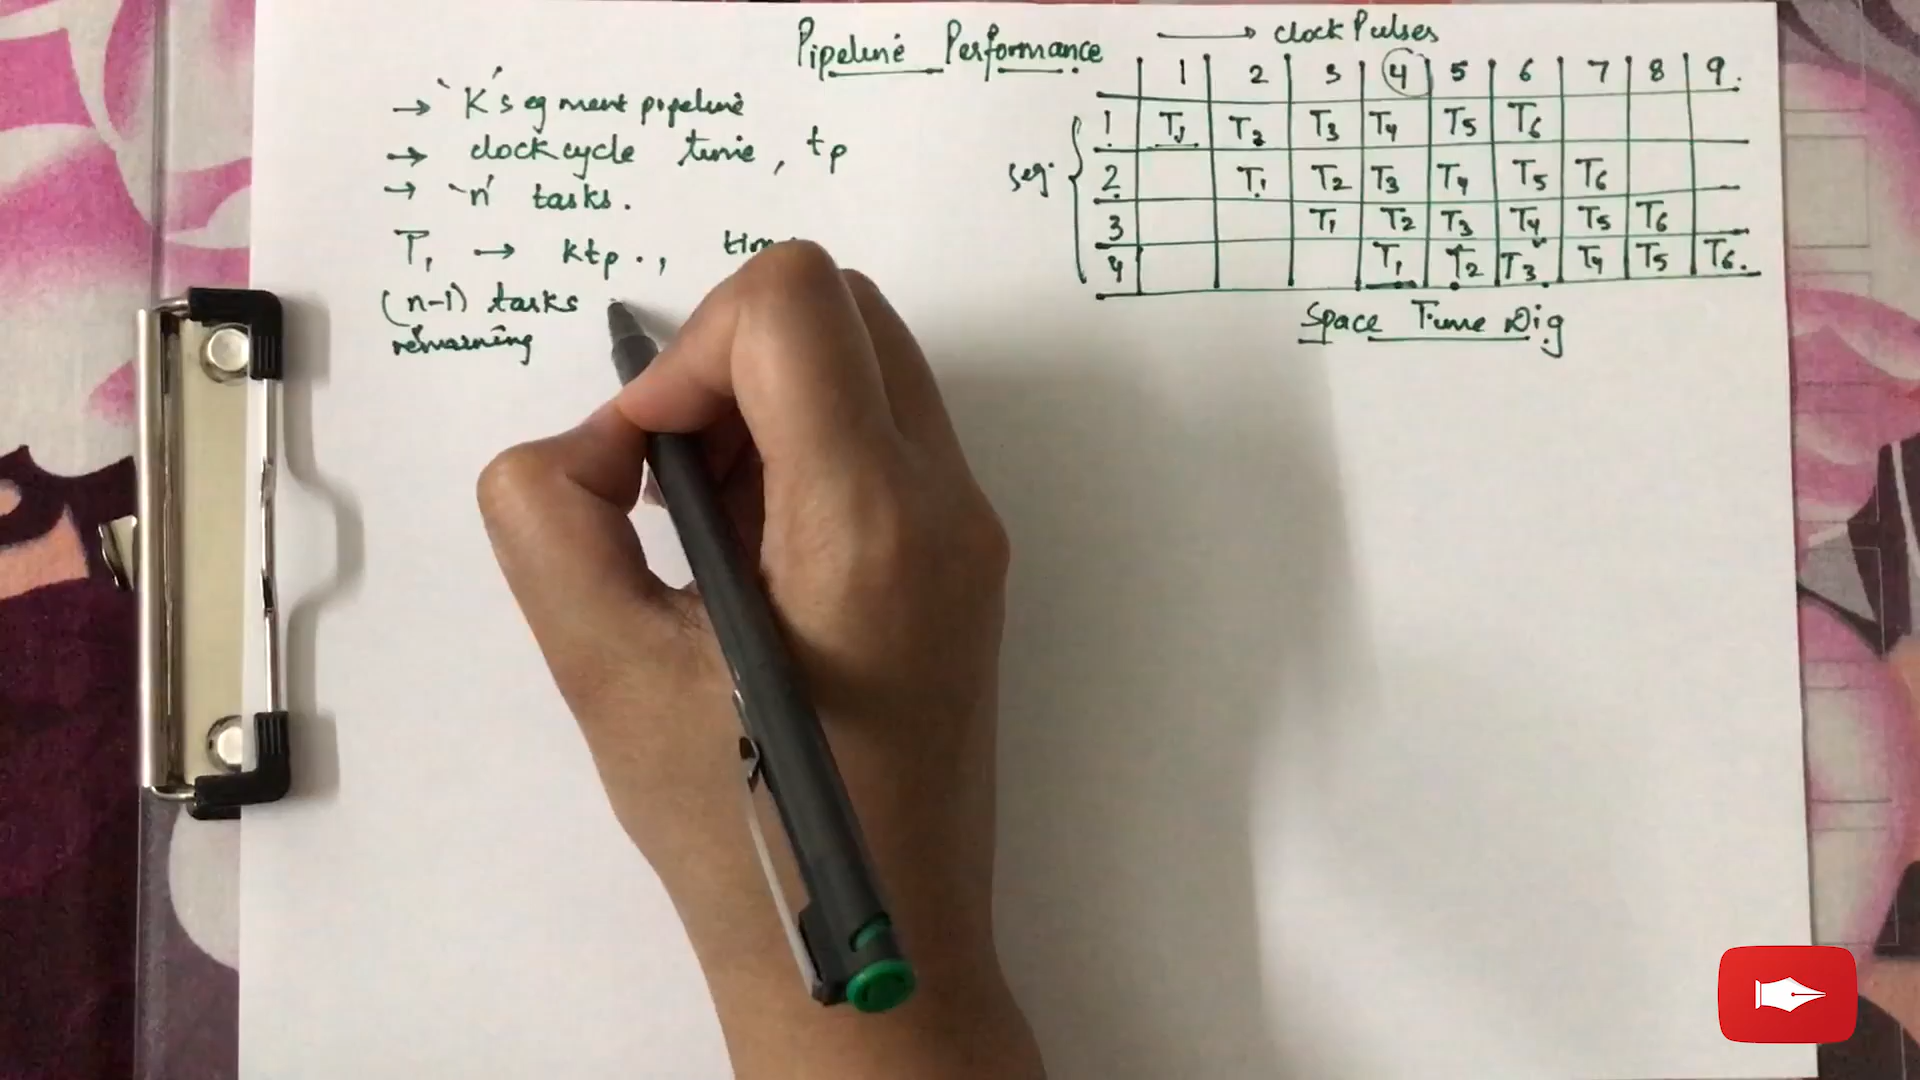 Pipeline Performance
→ 'K' segment pipeline
→ clock cycle time, tp
→ 'n' tasks.
T1 → ktp .,
(n-1) tasks
remaining
→ clock Pulses
1 2 3 4 5 6 7 8 9.
seg.
1 T1 T2 T3 T4 T5 T6
2 T1 T2 T3 T4 T5 T6
3 T1 T2 T3 T4 T5 T6
4 T1 T2 T3 T4 T5 T6.
Space Time Dig